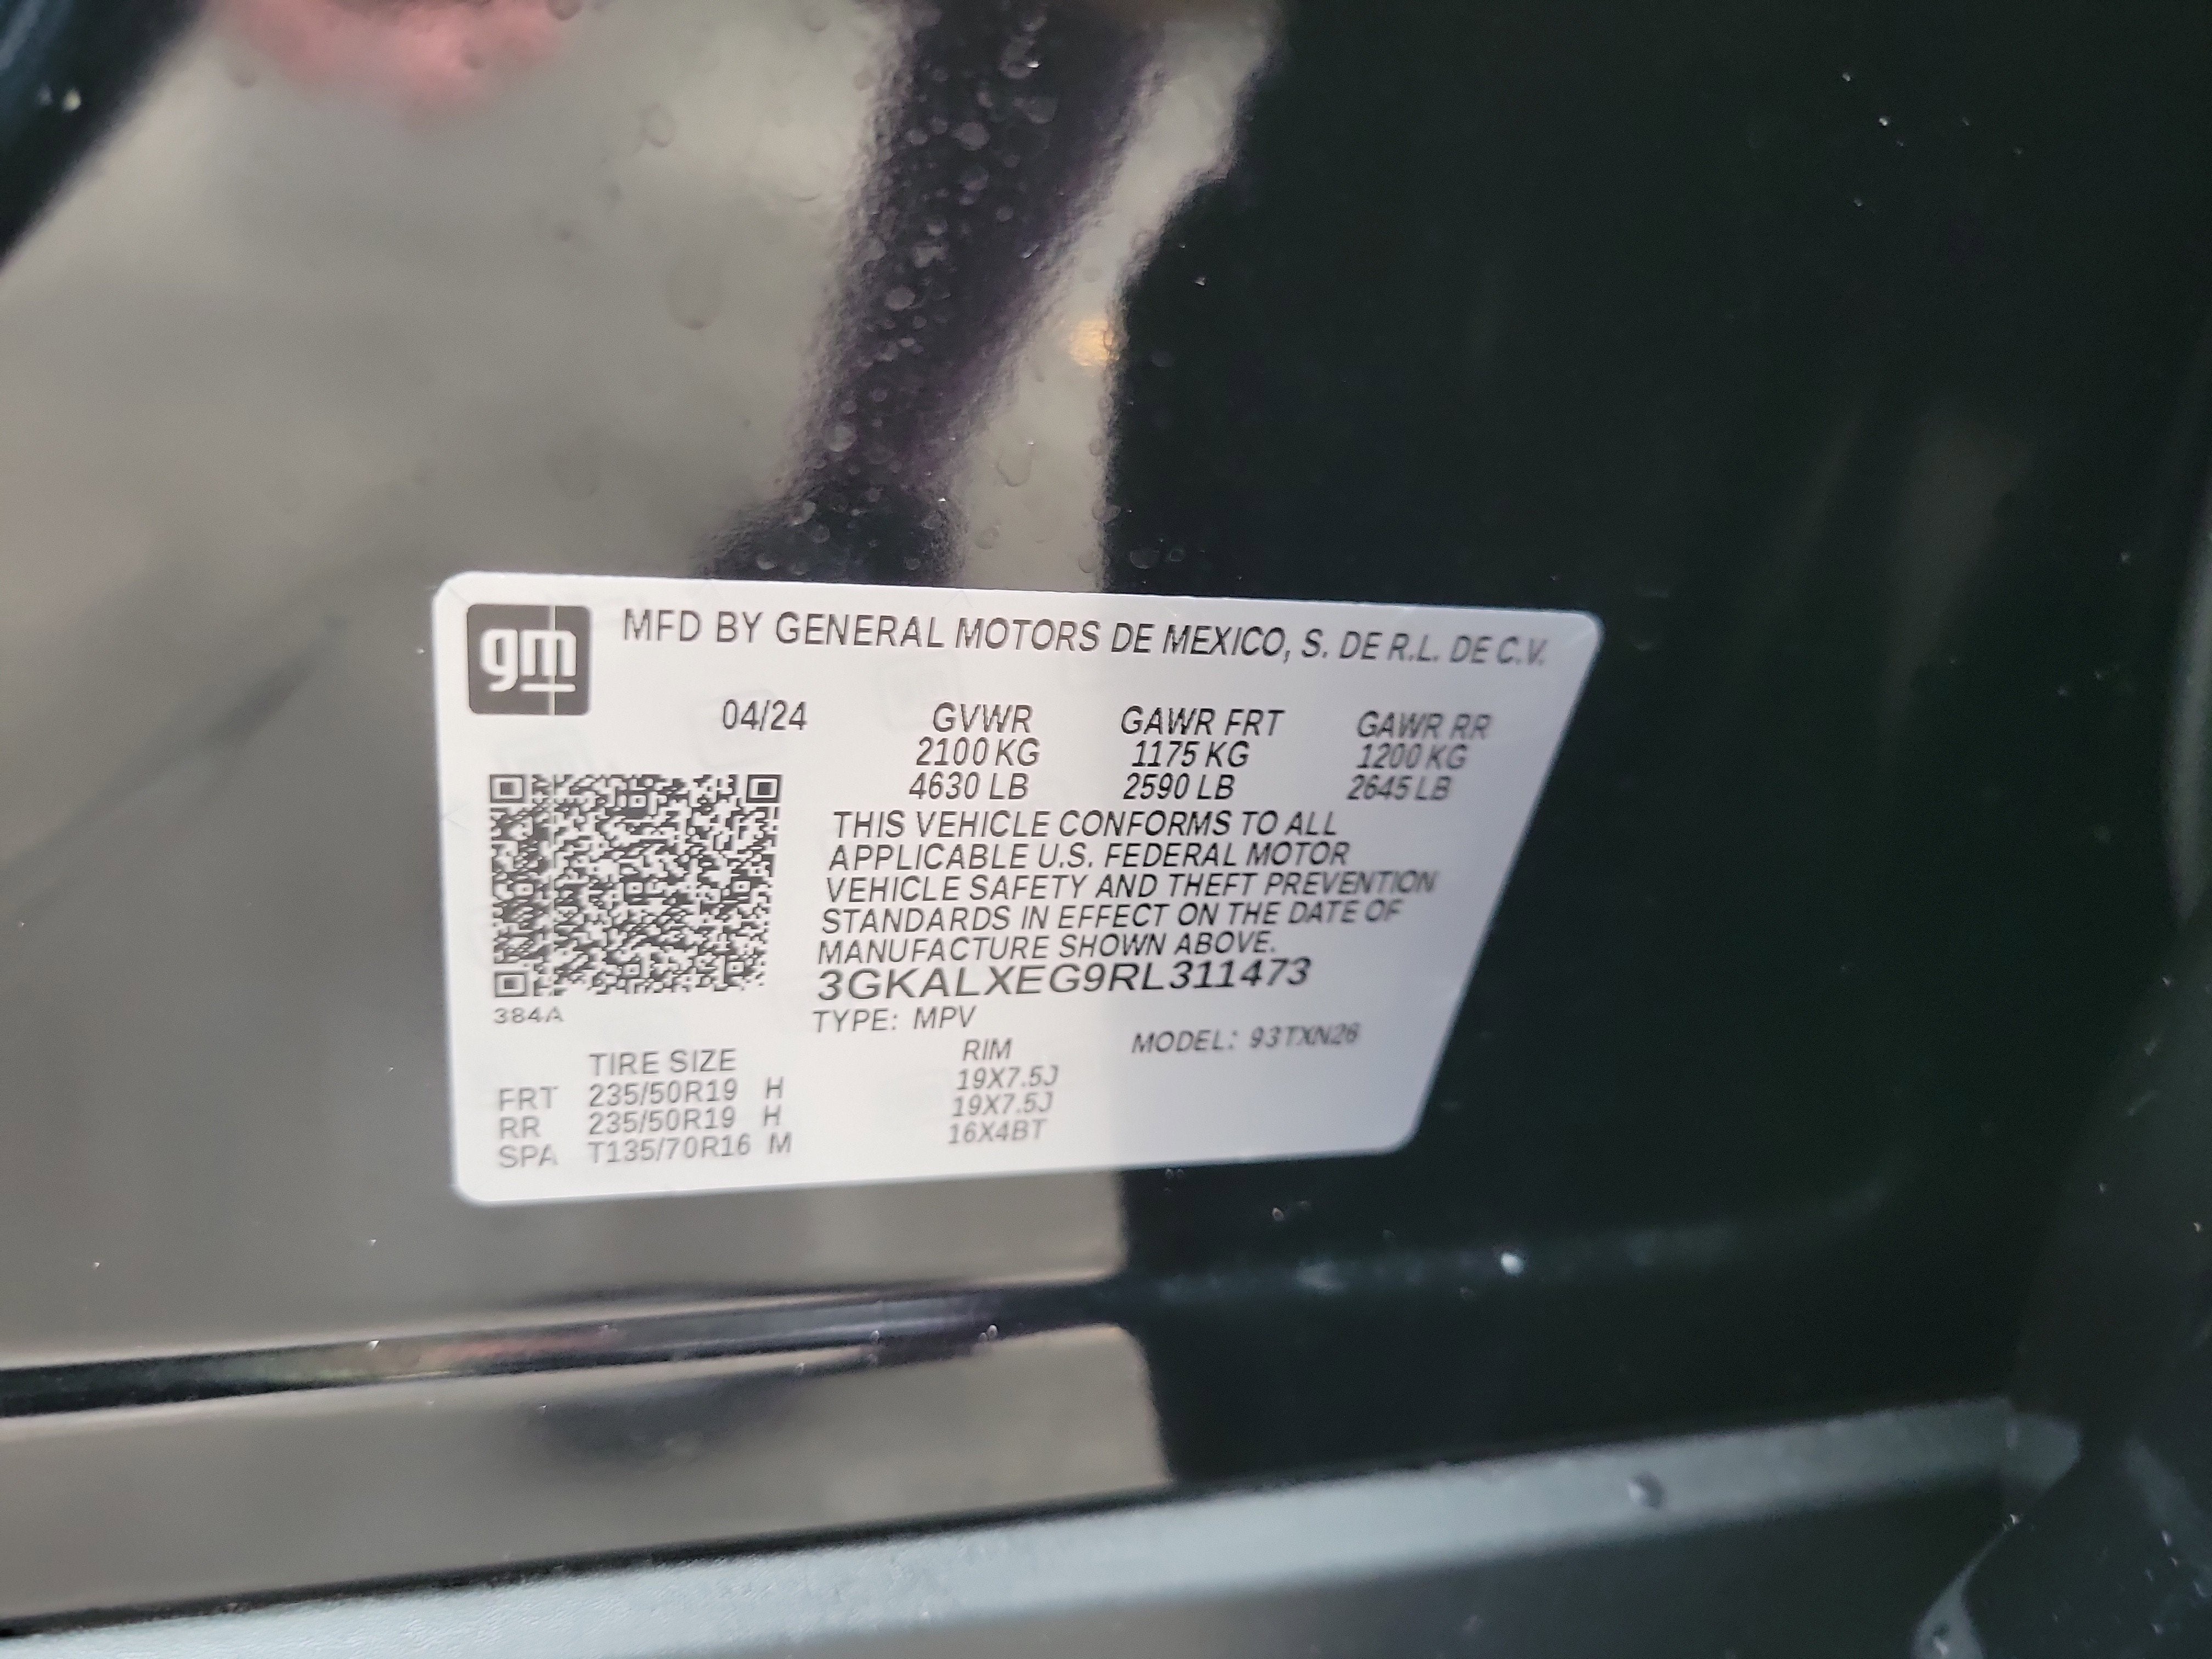 gm
MFD BY GENERAL MOTORS DE MEXICO, S. DE R.L. DE C.V.
04/24 GVWR GAWR FRT GAWR RR
2100 KG 1175 KG 1200 KG
4630 LB 2590 LB 2645 LB
THIS VEHICLE CONFORMS TO ALL
APPLICABLE U.S. FEDERAL MOTOR
VEHICLE SAFETY AND THEFT PREVENTION
STANDARDS IN EFFECT ON THE DATE OF
MANUFACTURE SHOWN ABOVE.
3GKALXEG9RL311473
384A
TYPE: MPV MODEL: 93TXN26
TIRE SIZE RIM
FRT 235/50R19 H 19X7.5J
RR 235/50R19 H 19X7.5J
SPA T135/70R16 M 16X4BT